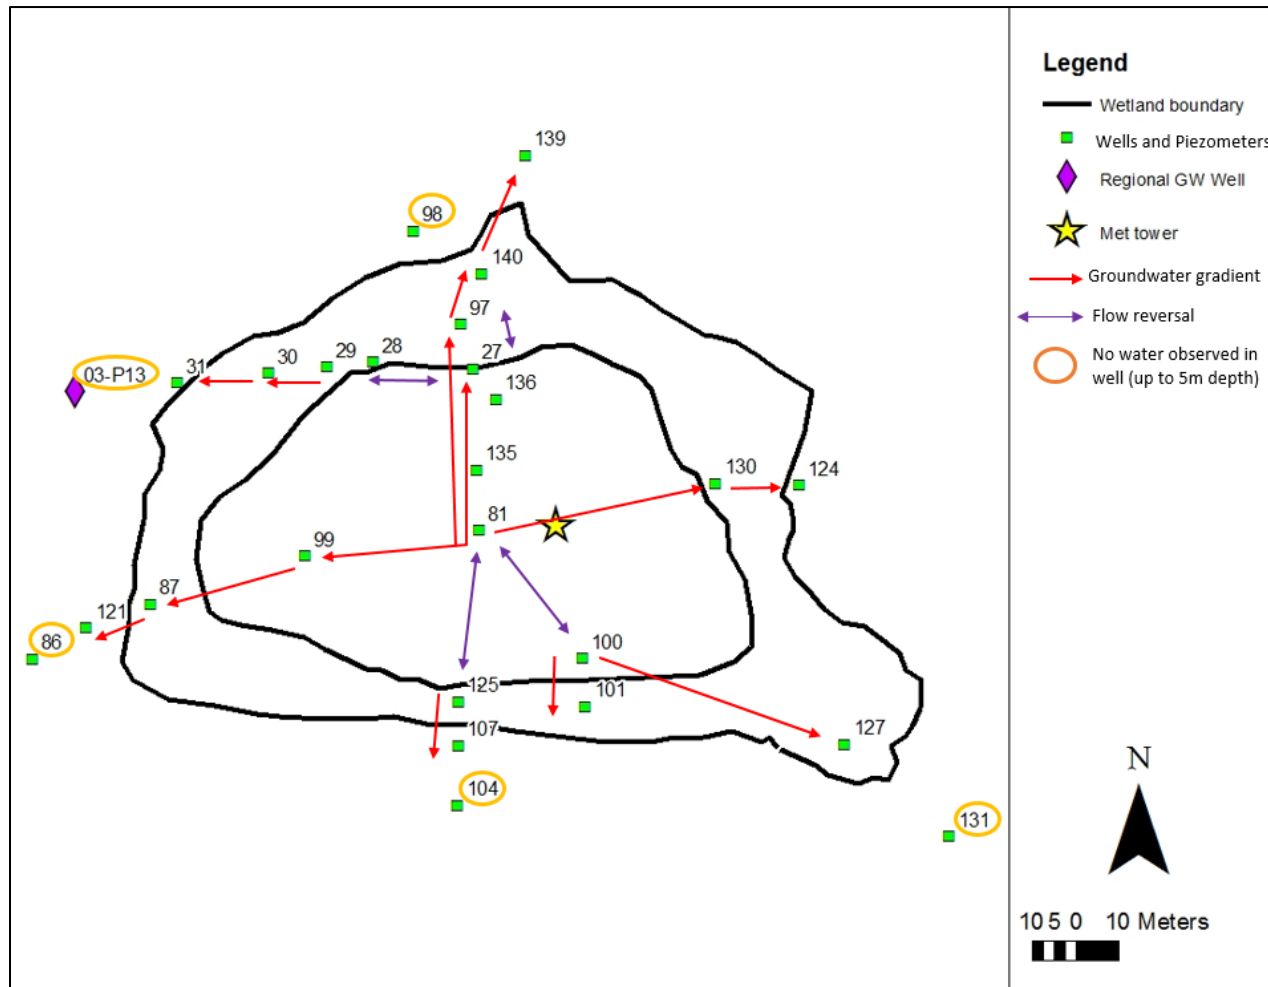 139
98
140
97
27
28
29
30
31
03-P13
136
135
81
130
124
99
87
121
86
100
125
101
107
127
104
131
Legend
Wetland boundary
Wells and Piezometers
Regional GW Well
Met tower
Groundwater gradient
Flow reversal
No water observed in
well (up to 5m depth)
N
10 5 0 10 Meters